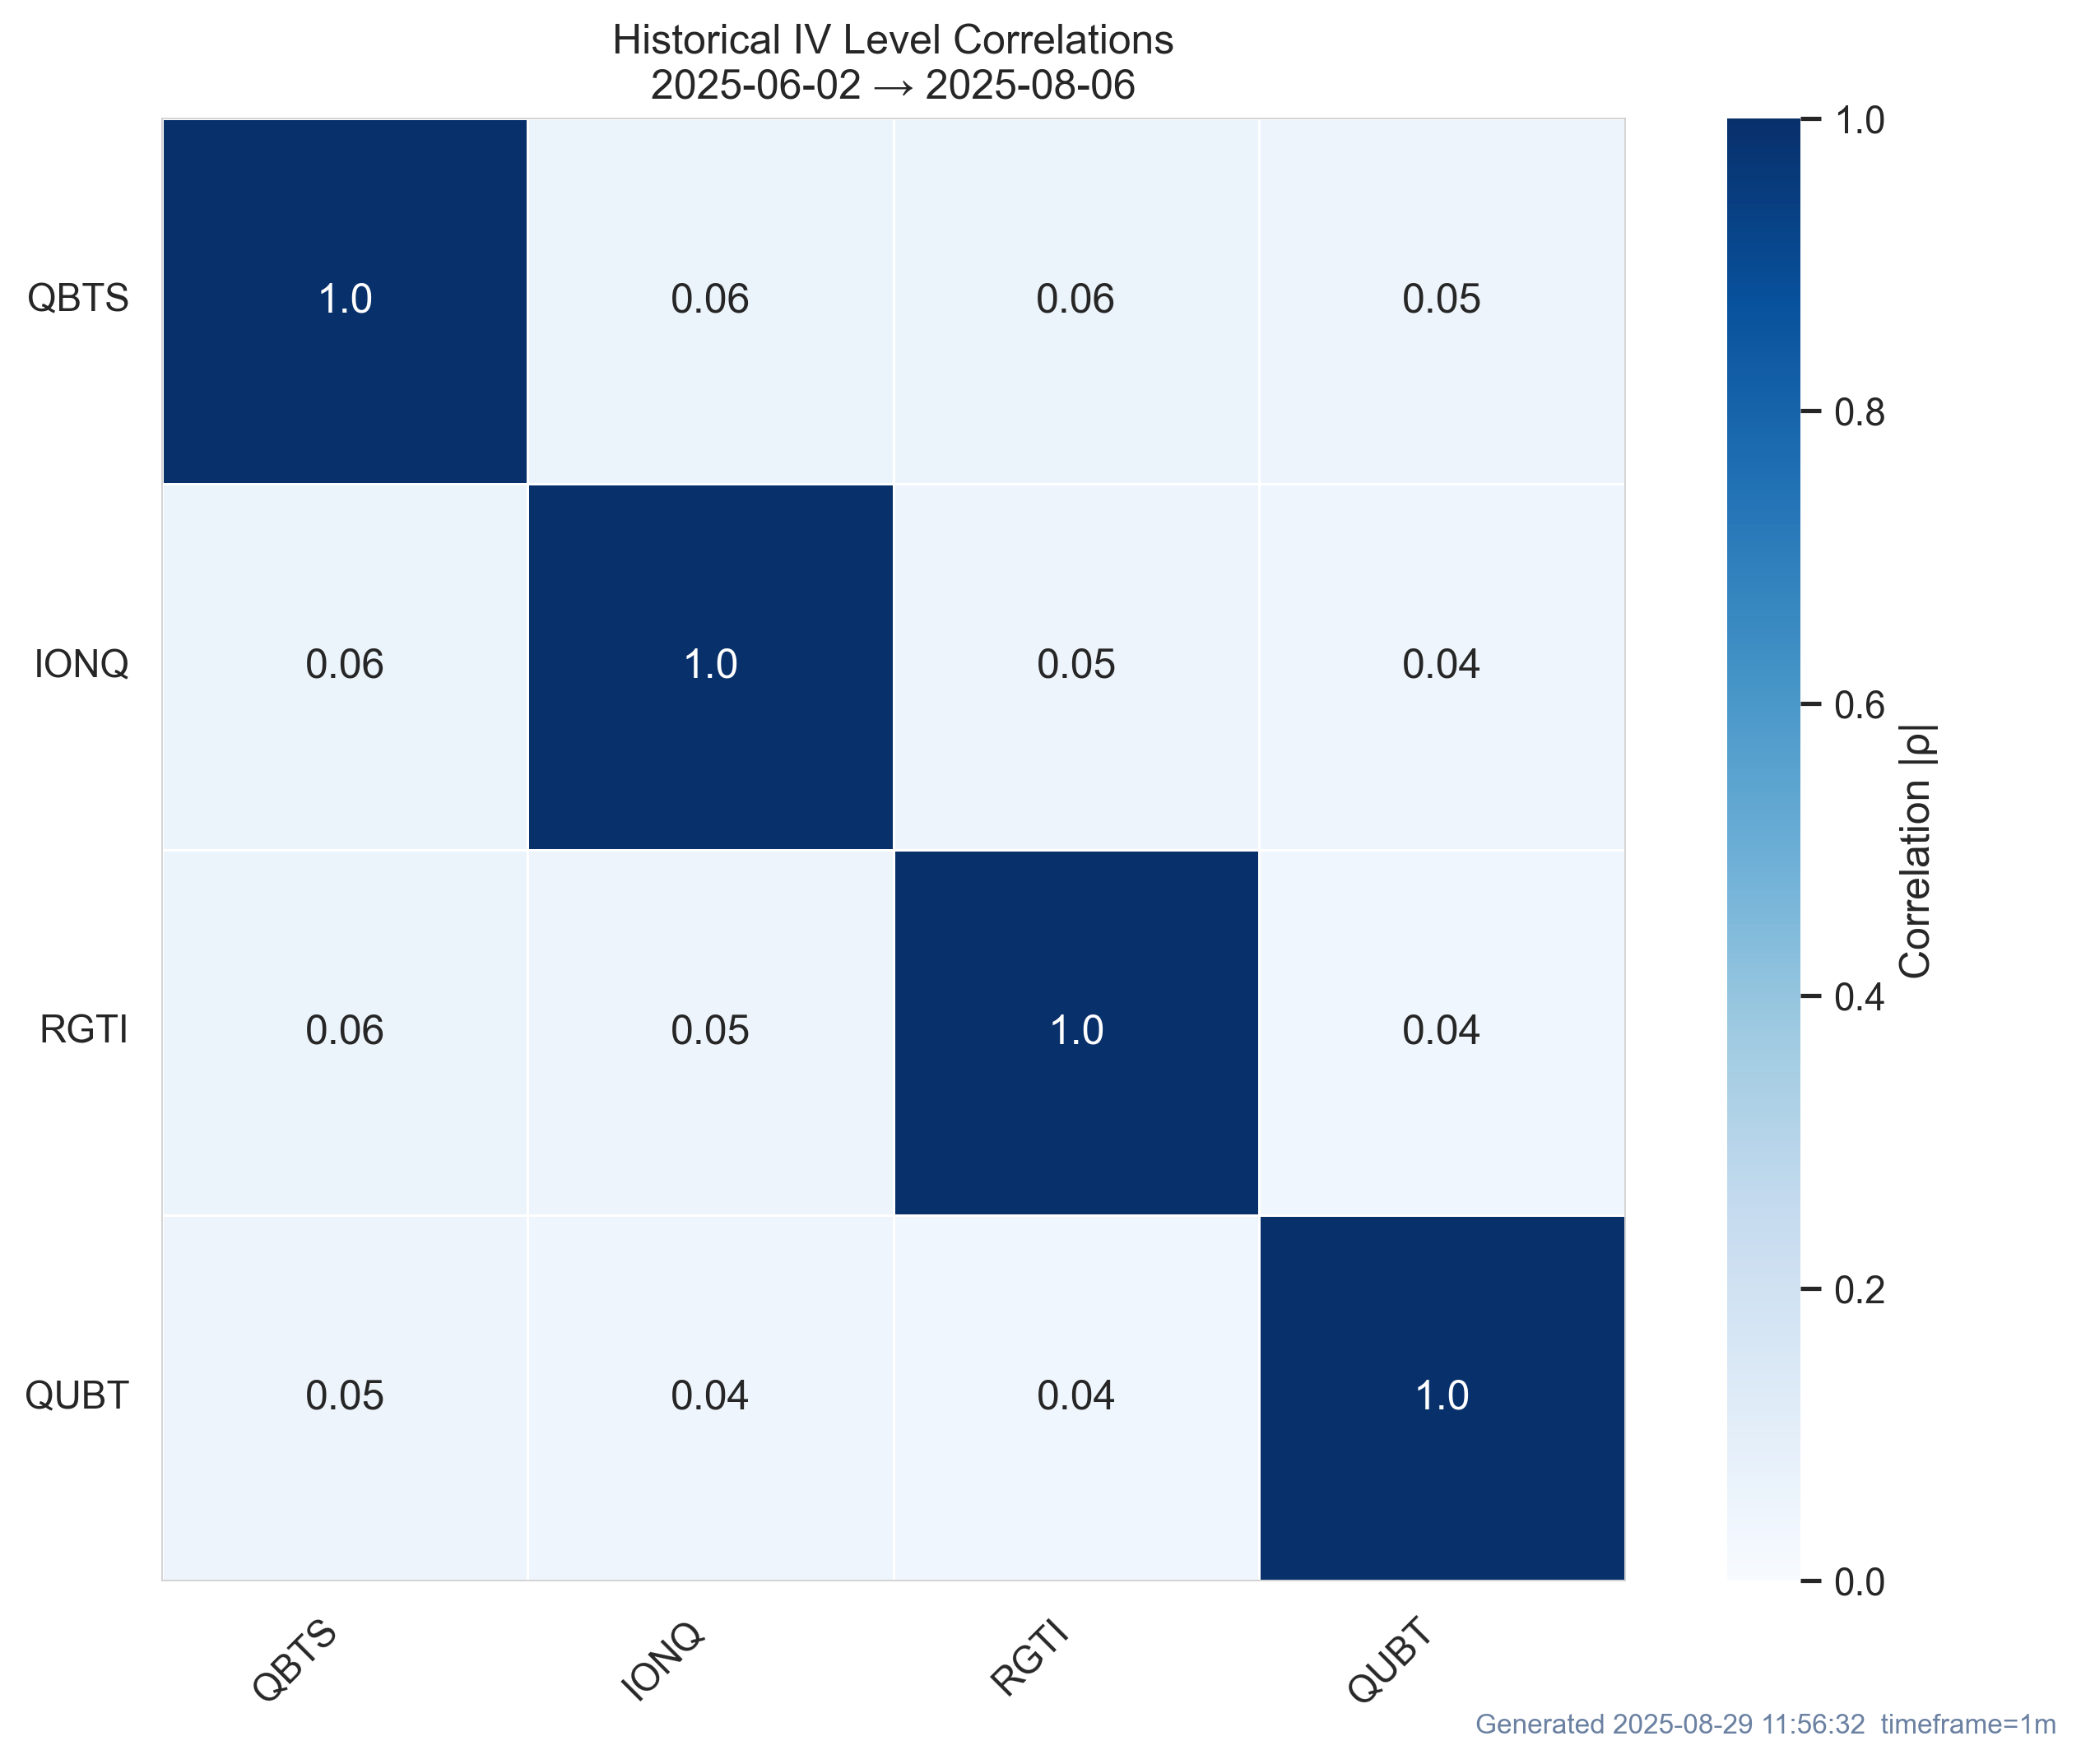 Historical IV Level Correlations
2025-06-02 → 2025-08-06
QBTS 1.0 0.06 0.06 0.05
IONQ 0.06 1.0 0.05 0.04
RGTI 0.06 0.05 1.0 0.04
QUBT 0.05 0.04 0.04 1.0
QBTS IONQ RGTI QUBT
1.0
0.8
0.6
0.4
0.2
0.0
Correlation |ρ|
Generated 2025-08-29 11:56:32 timeframe=1m